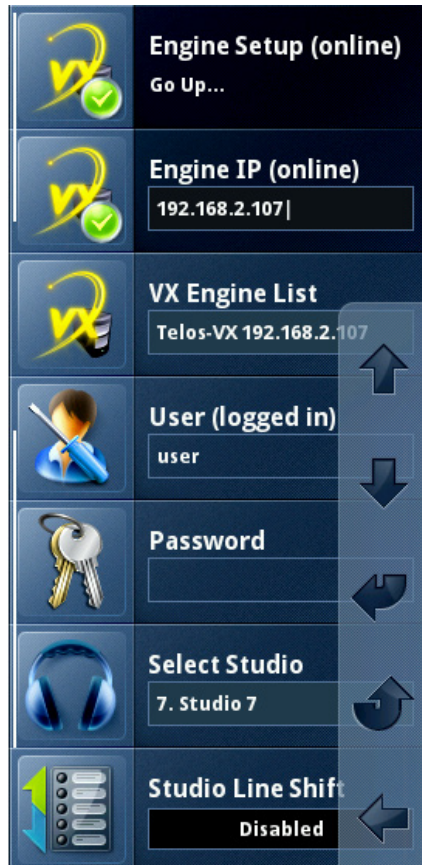 Engine Setup (online)
Go Up...
Engine IP (online)
192.168.2.107
VX Engine List
Telos-VX 192.168.2.107
User (logged in)
user
Password
Select Studio
7. Studio 7
Studio Line Shift
Disabled